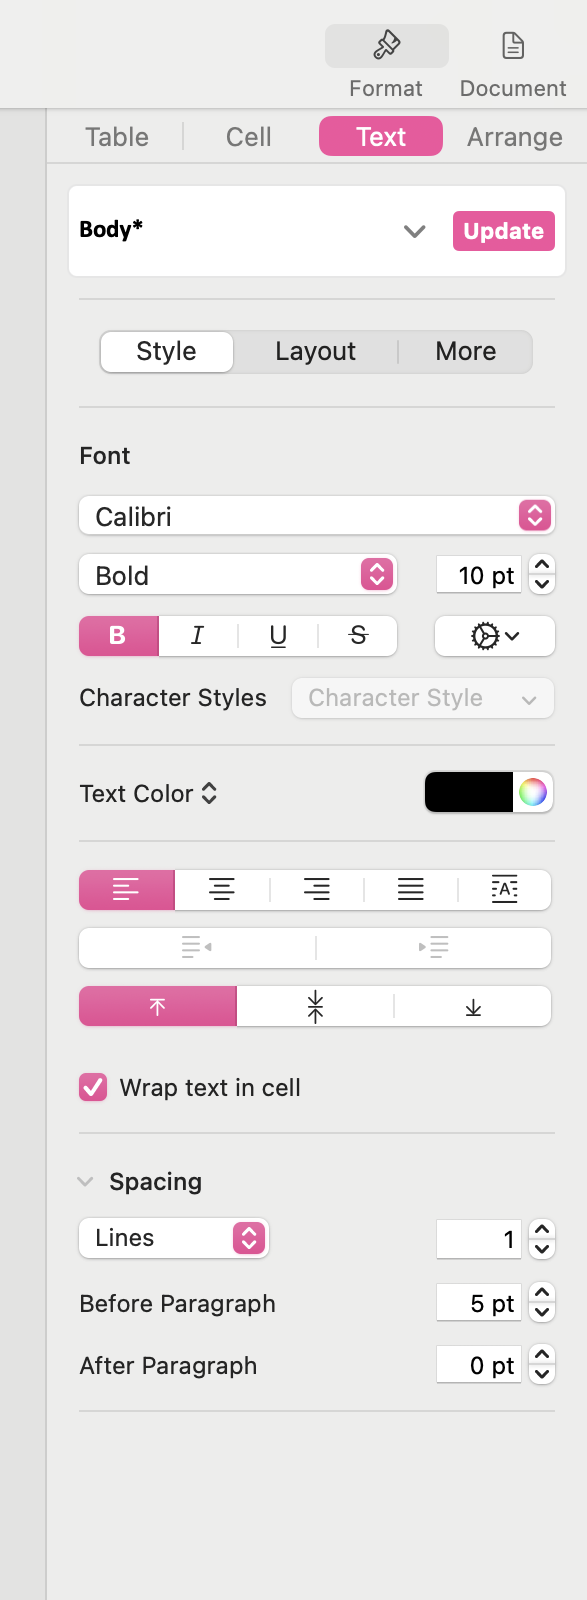 Format Document
Table Cell Text Arrange
Body* Update
Style Layout More
Font
Calibri
Bold 10 pt
B I U S
Character Styles Character Style
Text Color
A
Wrap text in cell
Spacing
Lines 1
Before Paragraph 5 pt
After Paragraph 0 pt